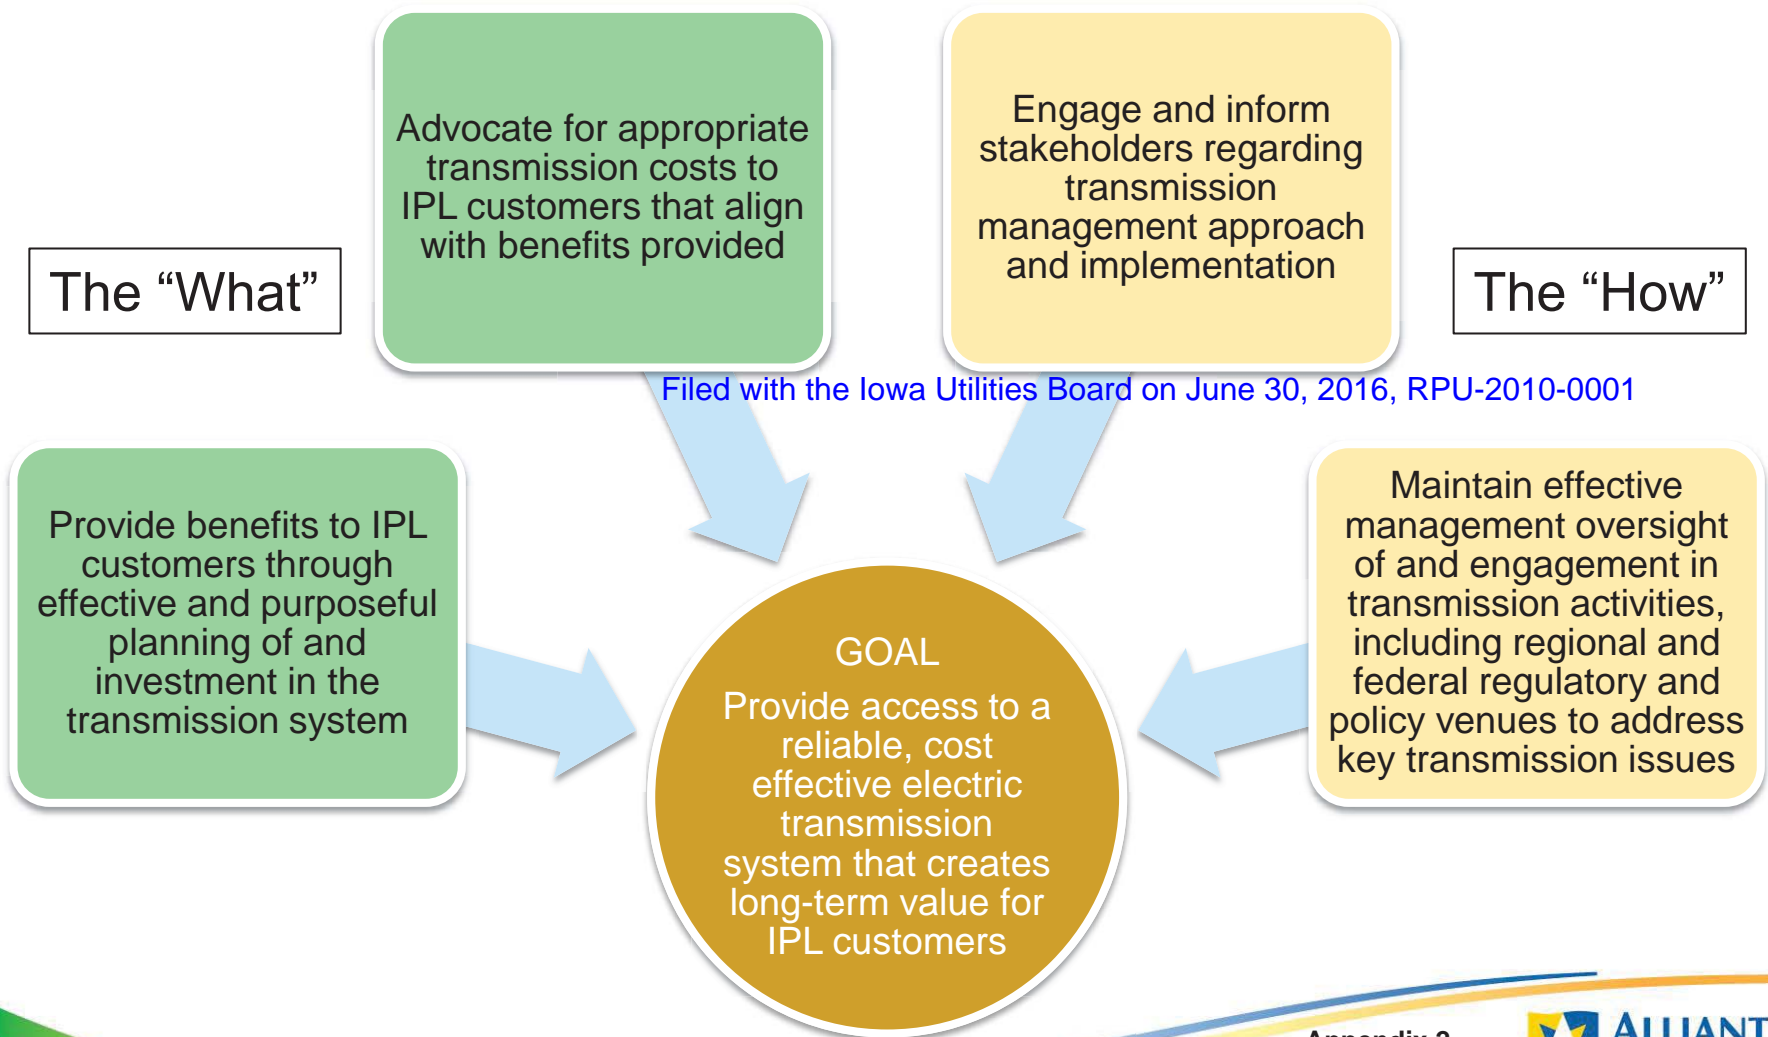 Advocate for appropriate
transmission costs to
IPL customers that align
with benefits provided
Engage and inform
stakeholders regarding
transmission
management approach
and implementation
The “What”
The “How”
Filed with the Iowa Utilities Board on June 30, 2016, RPU-2010-0001
Provide benefits to IPL
customers through
effective and purposeful
planning of and
investment in the
transmission system
Maintain effective
management oversight
of and engagement in
transmission activities,
including regional and
federal regulatory and
policy venues to address
key transmission issues
GOAL
Provide access to a
reliable, cost
effective electric
transmission
system that creates
long-term value for
IPL customers
Appendix 2
ALLIANT